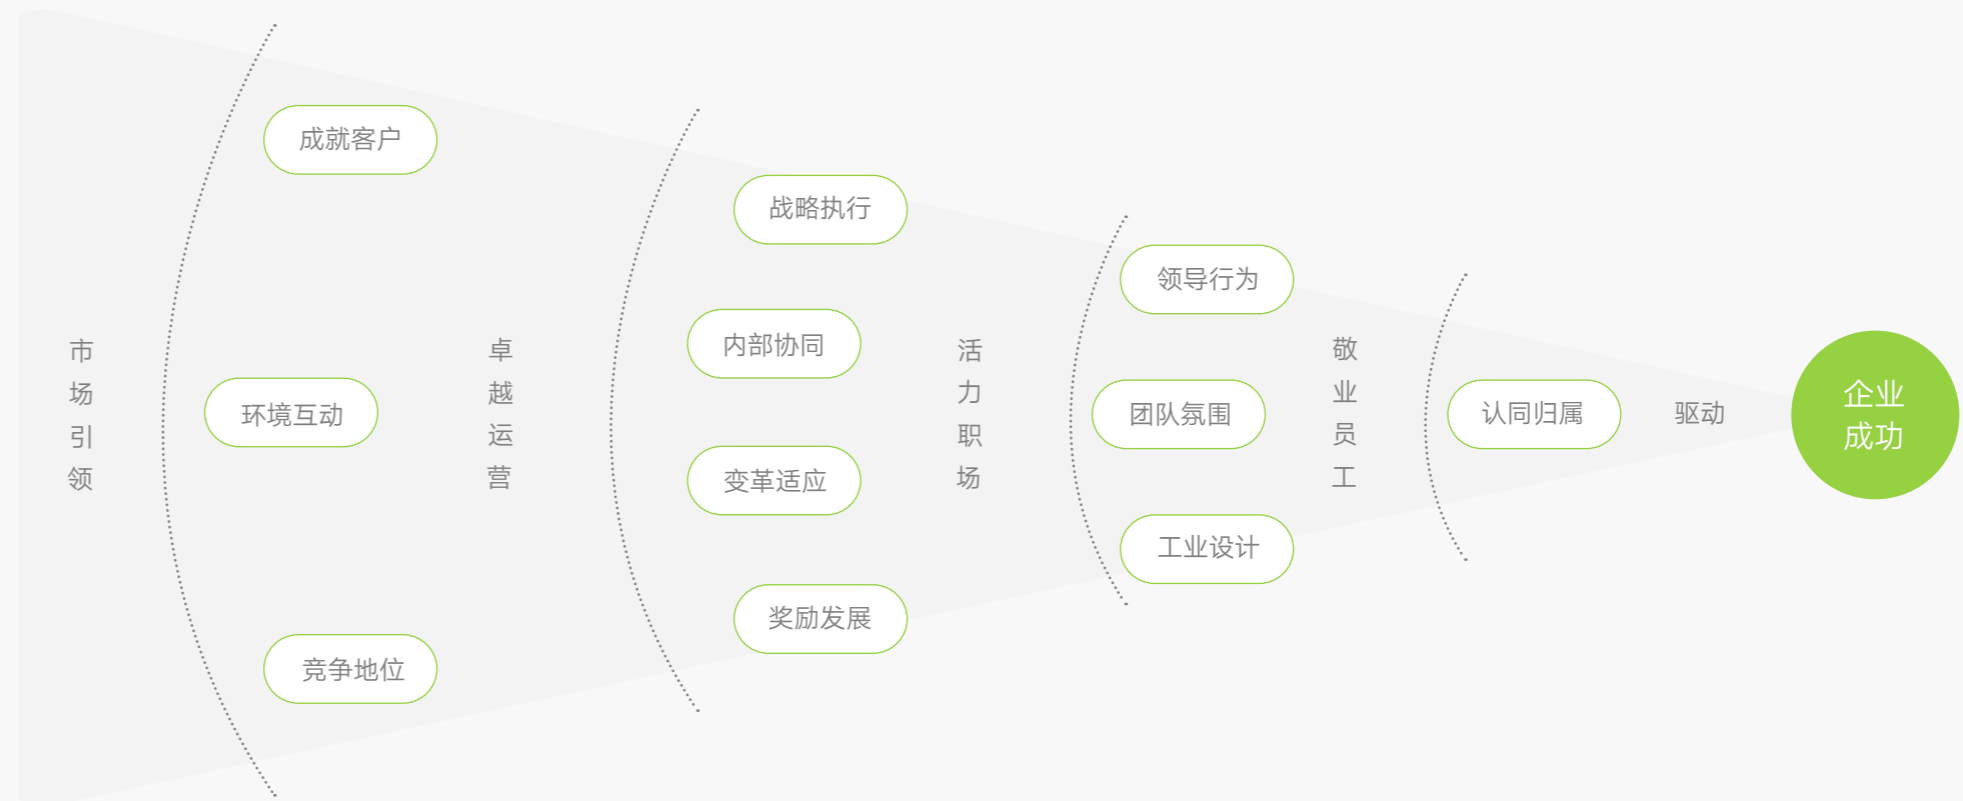 市场引领
成就客户
环境互动
竞争地位
卓越运营
战略执行
内部协同
变革适应
奖励发展
活力职场
领导行为
团队氛围
工业设计
敬业员工
认同归属
驱动
企业
成功